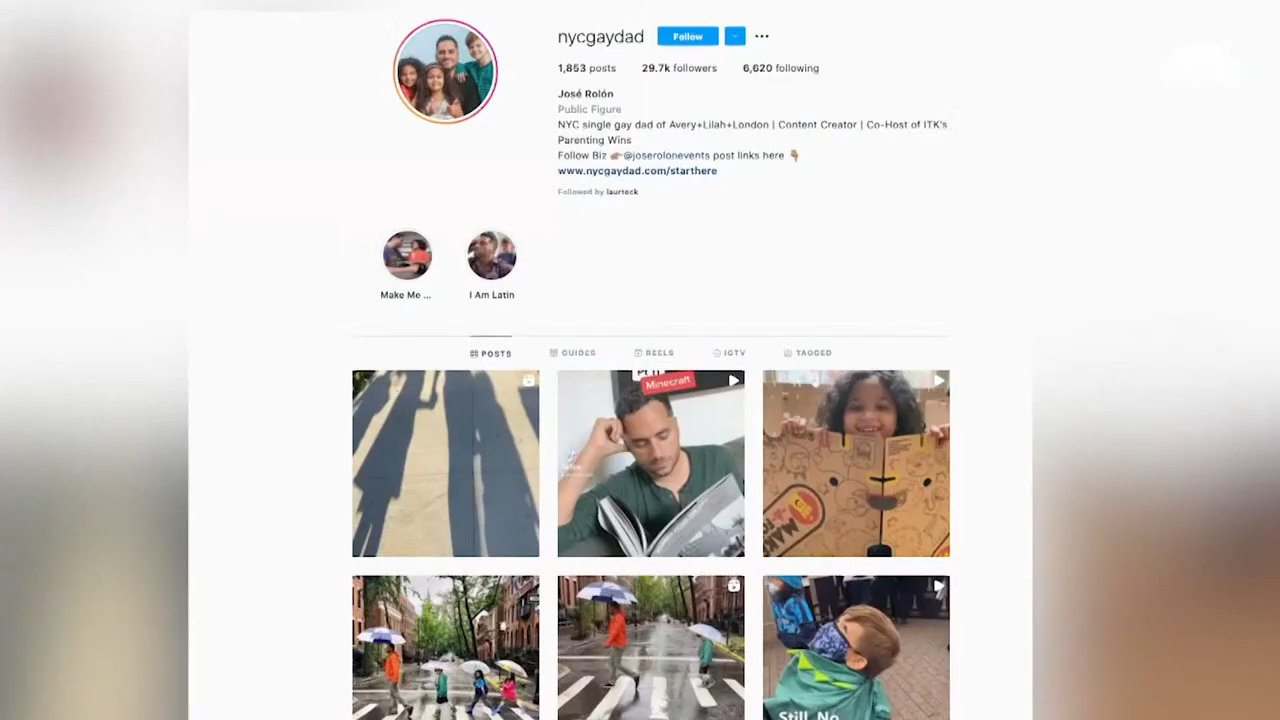 nycgaydad Follow
1,853 posts 29.7k followers 6,620 following
José Rolón
Public Figure
NYC single gay dad of Avery+Lilah+London | Content Creator | Co-Host of ITK's
Parenting Wins
Follow Biz @joserolonevents post links here
www.nycgaydad.com/starthere
Followed by laurteck
Make Me ... I Am Latin
POSTS GUIDES REELS IGTV TAGGED
Minecraft
Still, No